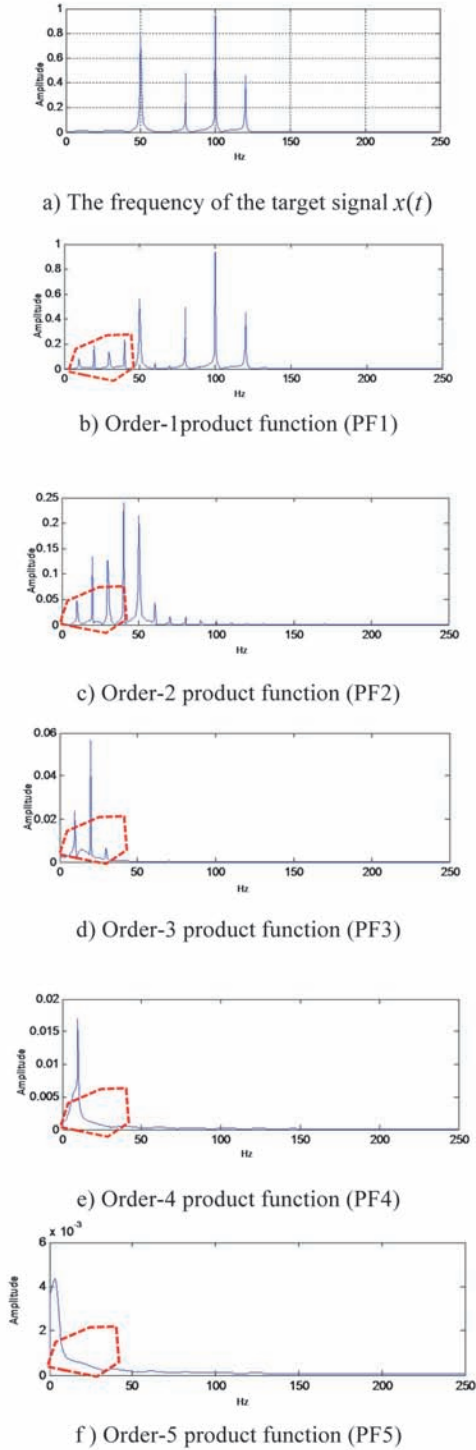 1
0.8
0.6
0.4
0.2
0
Amplitude
0 50 100 150 200 250
Hz
a) The frequency of the target signal x(t)
1
0.8
0.6
0.4
0.2
0
Amplitude
0 50 100 150 200 250
Hz
b) Order-1product function (PF1)
0.25
0.2
0.15
0.1
0.05
0
Amplitude
0 50 100 150 200 250
Hz
c) Order-2 product function (PF2)
0.06
0.04
0.02
0
Amplitude
0 50 100 150 200 250
Hz
d) Order-3 product function (PF3)
0.02
0.015
0.01
0.005
0
Amplitude
0 50 100 150 200 250
Hz
e) Order-4 product function (PF4)
x 10⁻³
6
4
2
0
Amplitude
0 50 100 150 200 250
Hz
f ) Order-5 product function (PF5)